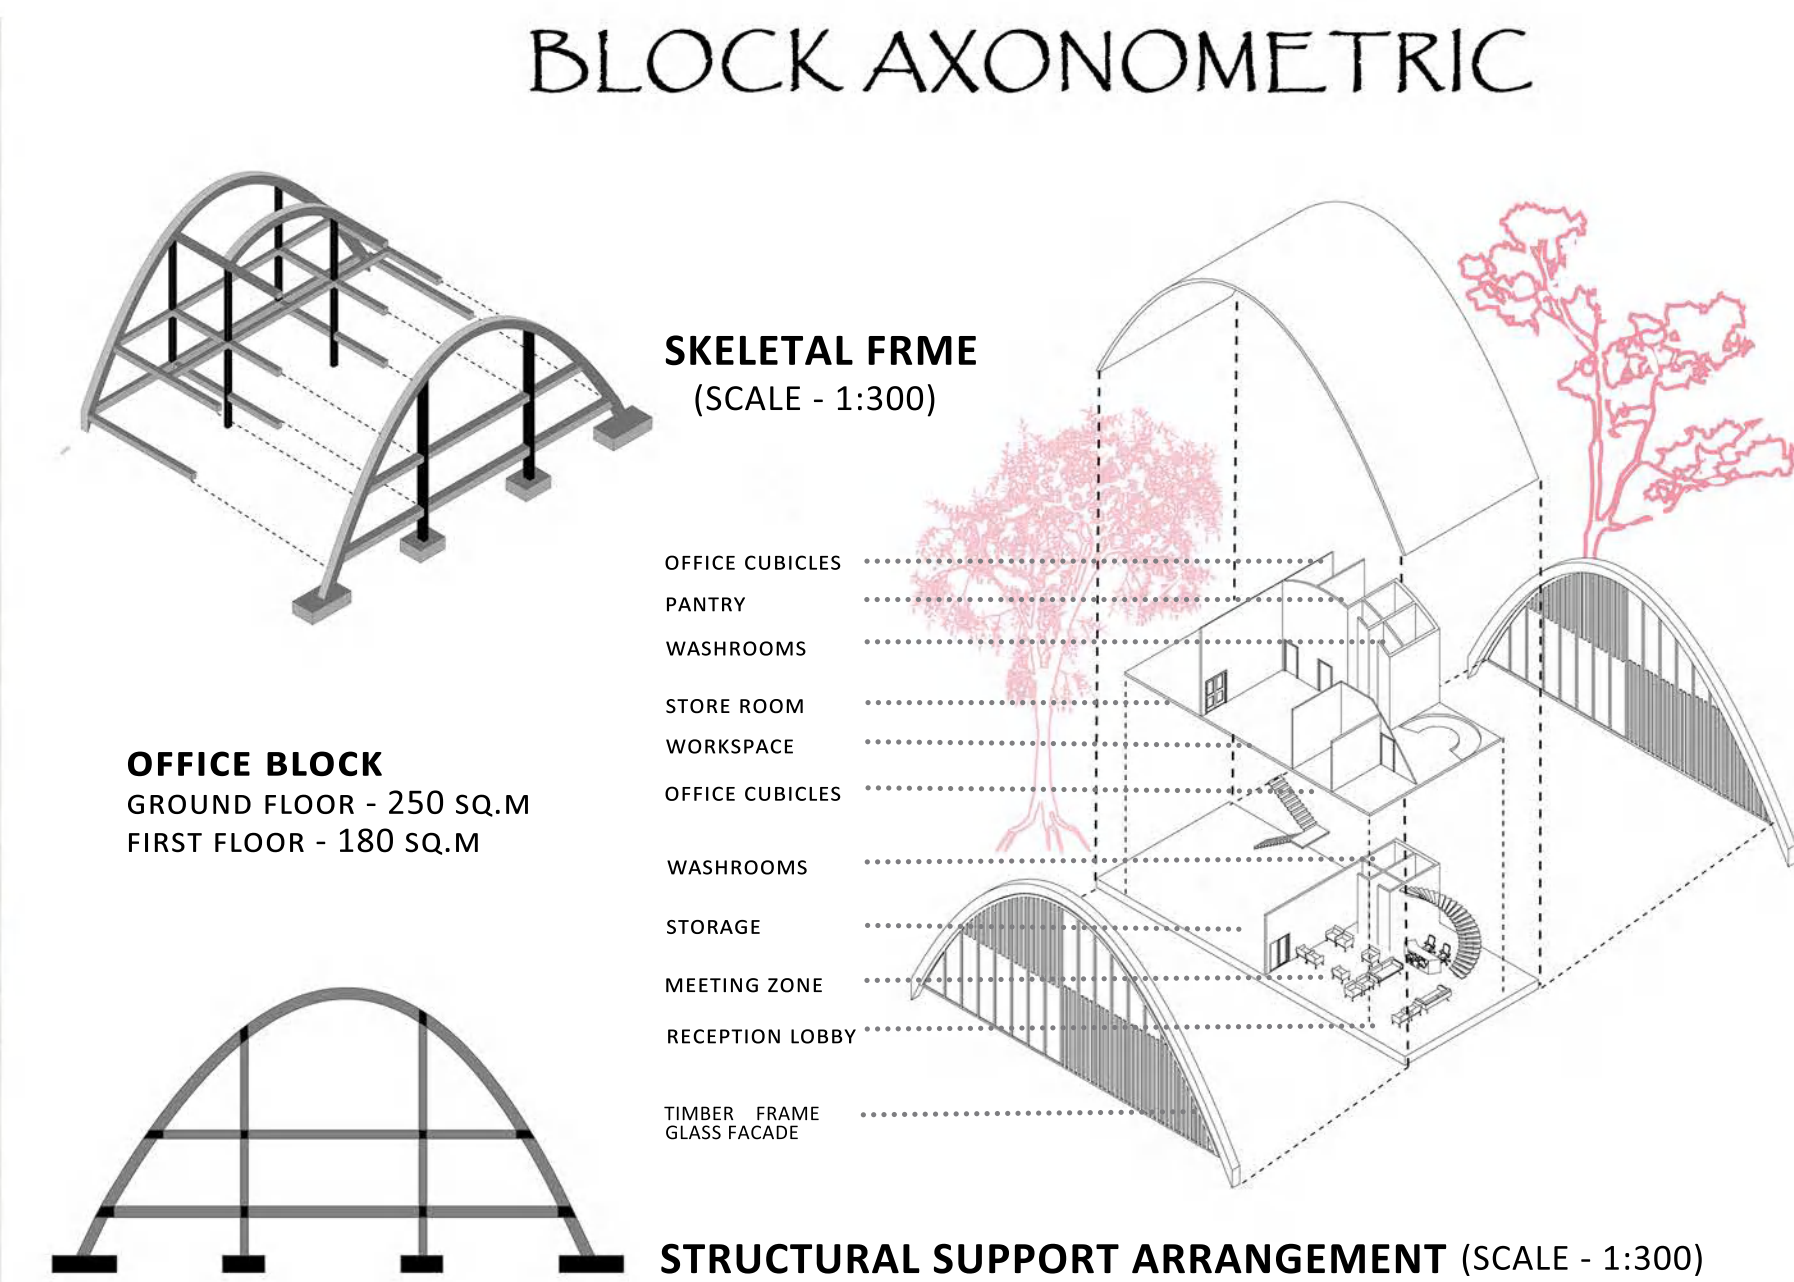 BLOCK AXONOMETRIC
SKELETAL FRME
(SCALE - 1:300)
OFFICE CUBICLES
PANTRY
WASHROOMS
STORE ROOM
WORKSPACE
OFFICE CUBICLES
WASHROOMS
STORAGE
MEETING ZONE
RECEPTION LOBBY
TIMBER FRAME
GLASS FACADE
OFFICE BLOCK
GROUND FLOOR - 250 SQ.M
FIRST FLOOR - 180 SQ.M
STRUCTURAL SUPPORT ARRANGEMENT (SCALE - 1:300)